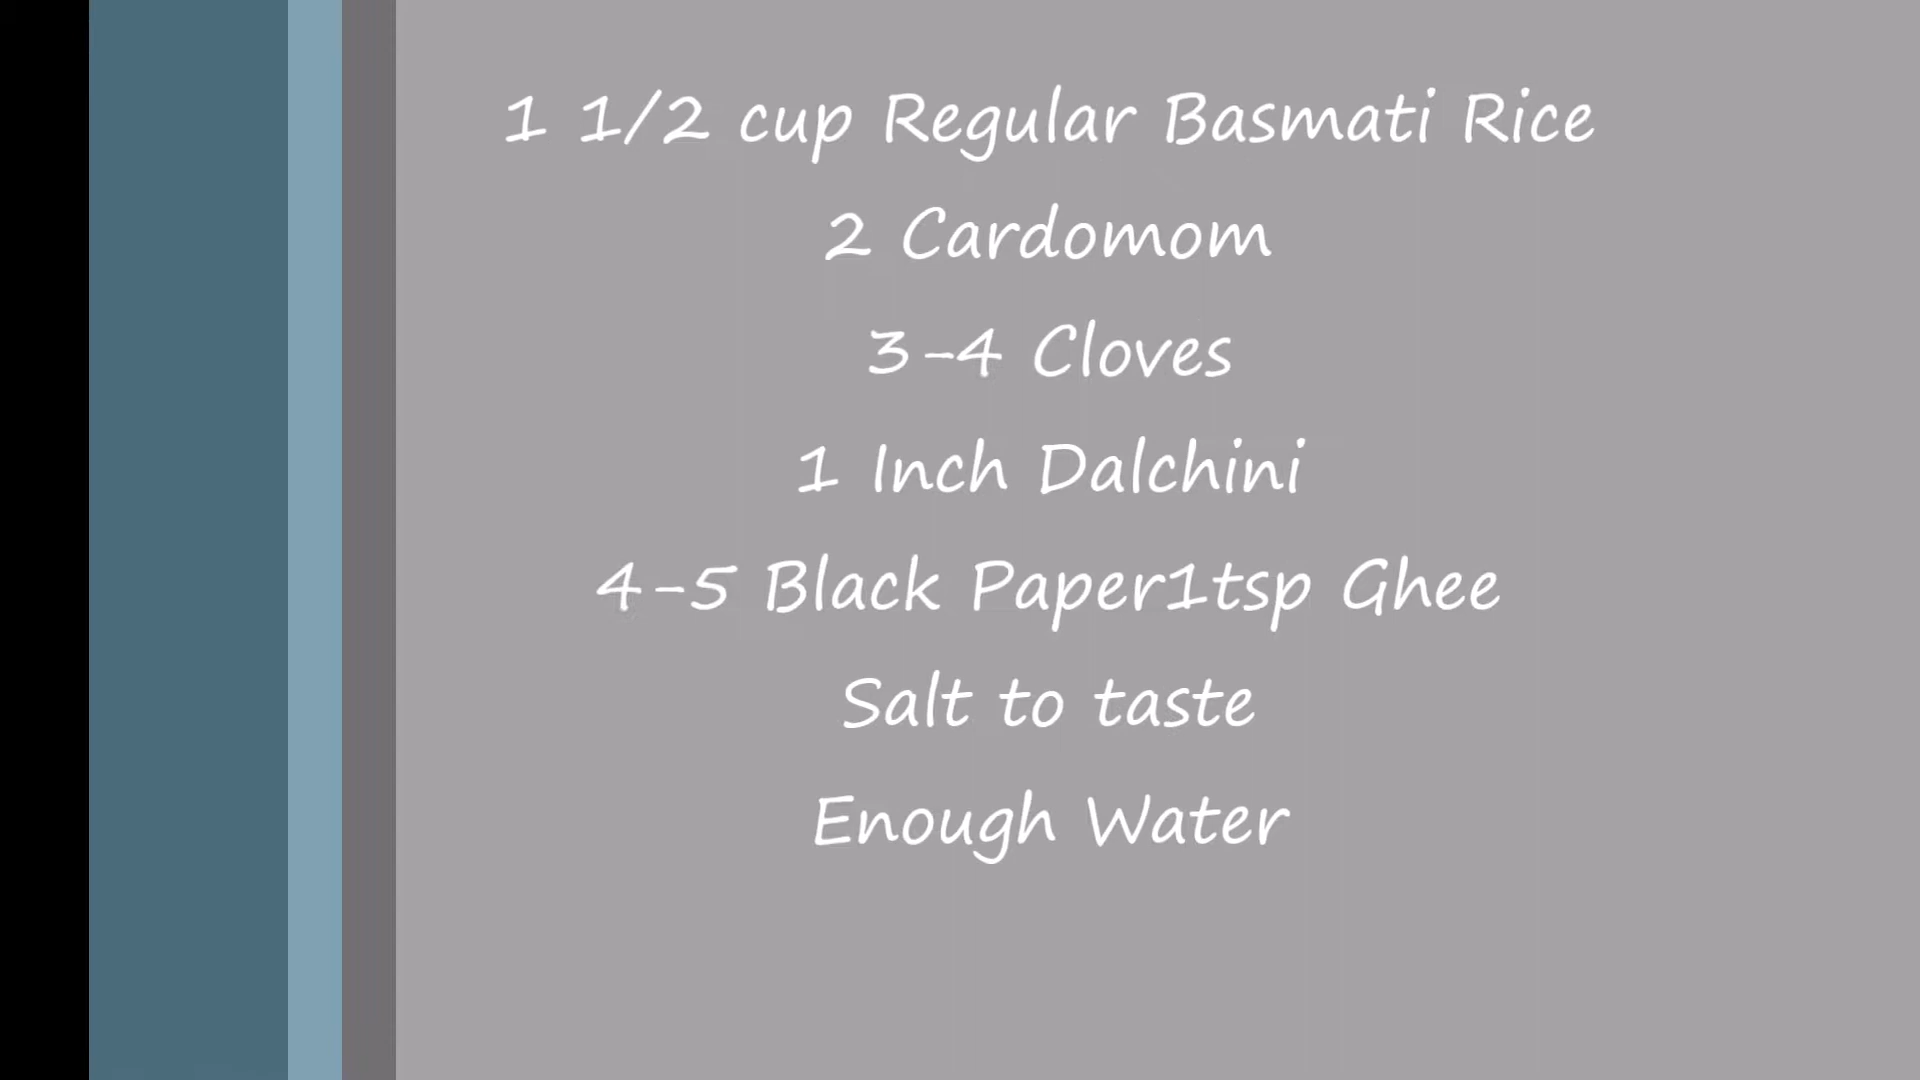 1 1/2 cup Regular Basmati Rice
2 Cardomom
3-4 Cloves
1 Inch Dalchini
4-5 Black Paper1tsp Ghee
Salt to taste
Enough Water